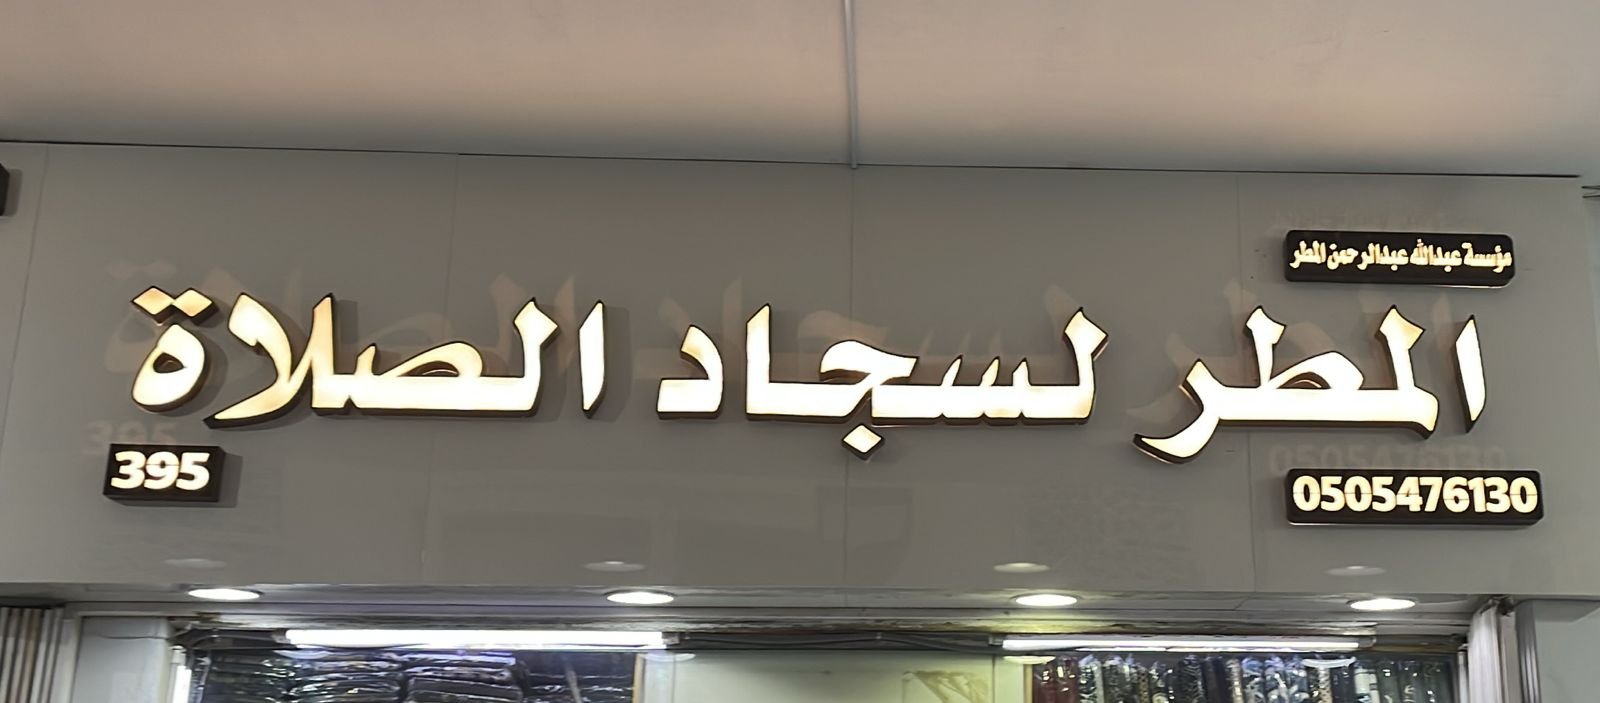 مؤسسة عبدالله عبدالرحمن المطر
المطر لسجاد الصلاة
0505476130
395